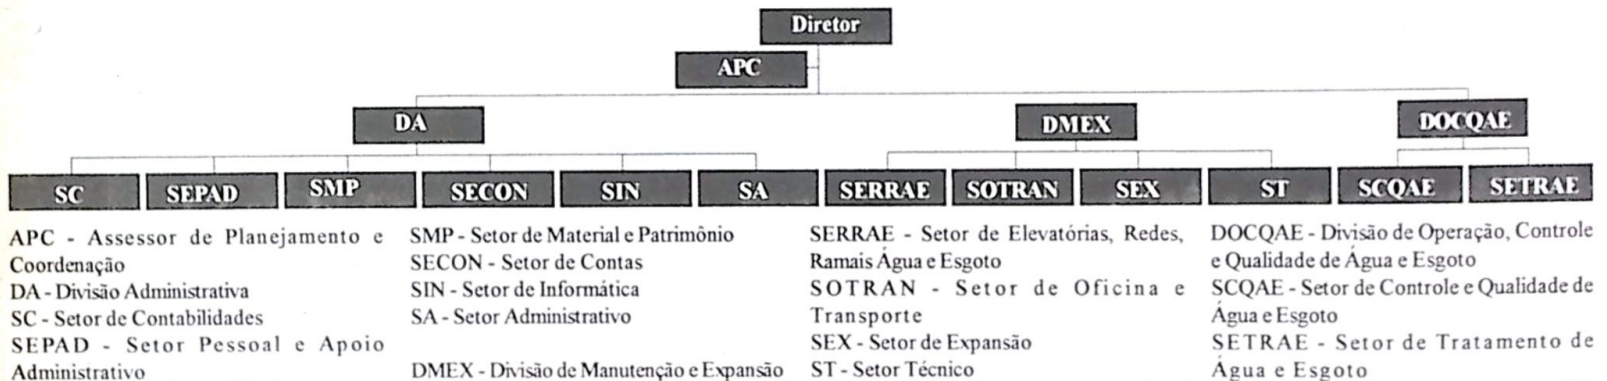 Diretor
APC
DA
DMEX
DOCQAE
SC
SEPAD
SMP
SECON
SIN
SA
SERRAE
SOTRAN
SEX
ST
SCQAE
SETRAE
APC - Assessor de Planejamento e
Coordenação
DA - Divisão Administrativa
SC - Setor de Contabilidades
SEPAD - Setor Pessoal e Apoio
Administrativo
SMP - Setor de Material e Patrimônio
SECON - Setor de Contas
SIN - Setor de Informática
SA - Setor Administrativo
DMEX - Divisão de Manutenção e Expansão
SERRAE - Setor de Elevatórias, Redes,
Ramais Água e Esgoto
SOTRAN - Setor de Oficina e
Transporte
SEX - Setor de Expansão
ST - Setor Técnico
DOCQAE - Divisão de Operação, Controle
e Qualidade de Água e Esgoto
SCQAE - Setor de Controle e Qualidade de
Água e Esgoto
SETRAE - Setor de Tratamento de
Água e Esgoto